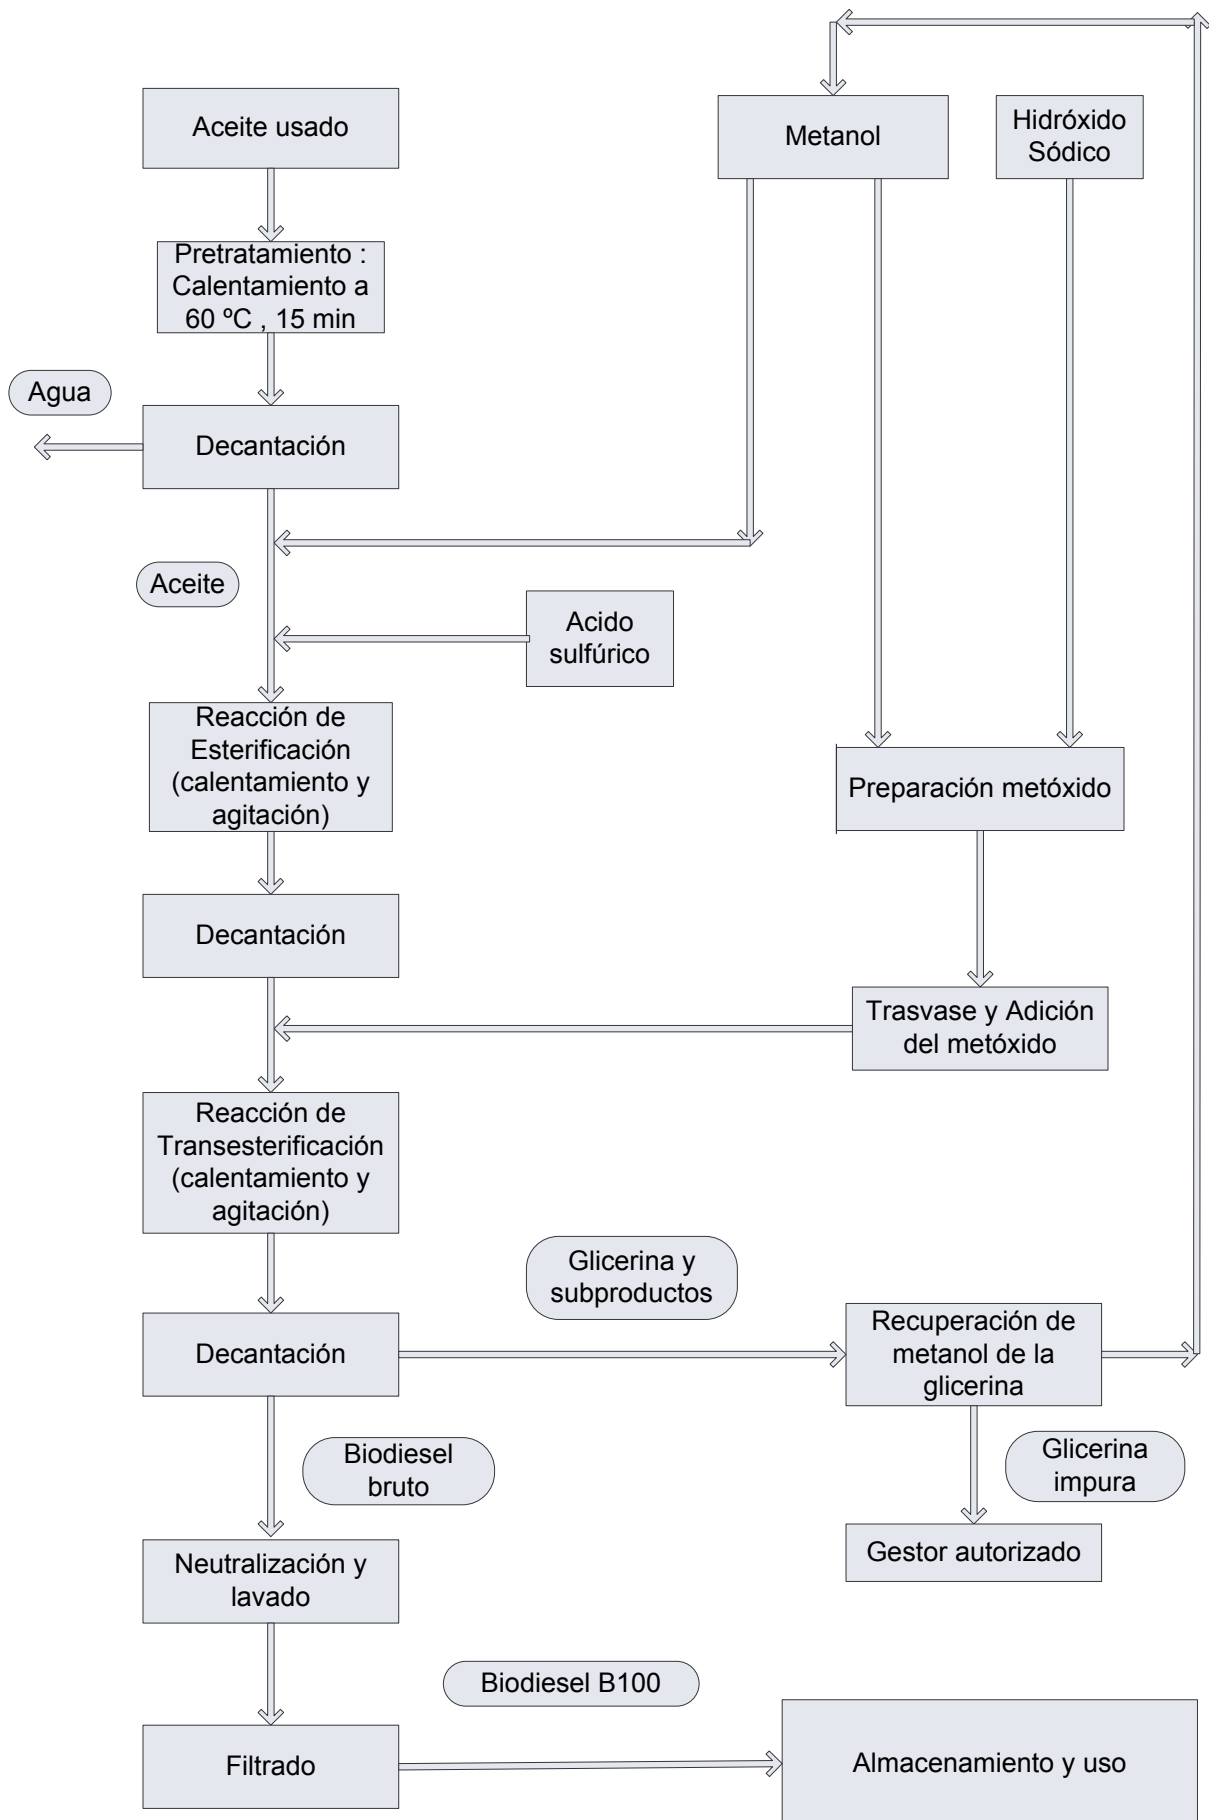 Aceite usado
Metanol
Hidróxido
Sódico
Pretratamiento :
Calentamiento a
60 ºC , 15 min
Agua
Decantación
Aceite
Acido
sulfúrico
Reacción de
Esterificación
(calentamiento y
agitación)
Preparación metóxido
Decantación
Trasvase y Adición
del metóxido
Reacción de
Transesterificación
(calentamiento y
agitación)
Glicerina y
subproductos
Decantación
Recuperación de
metanol de la
glicerina
Biodiesel
bruto
Glicerina
impura
Neutralización y
lavado
Gestor autorizado
Biodiesel B100
Filtrado
Almacenamiento y uso